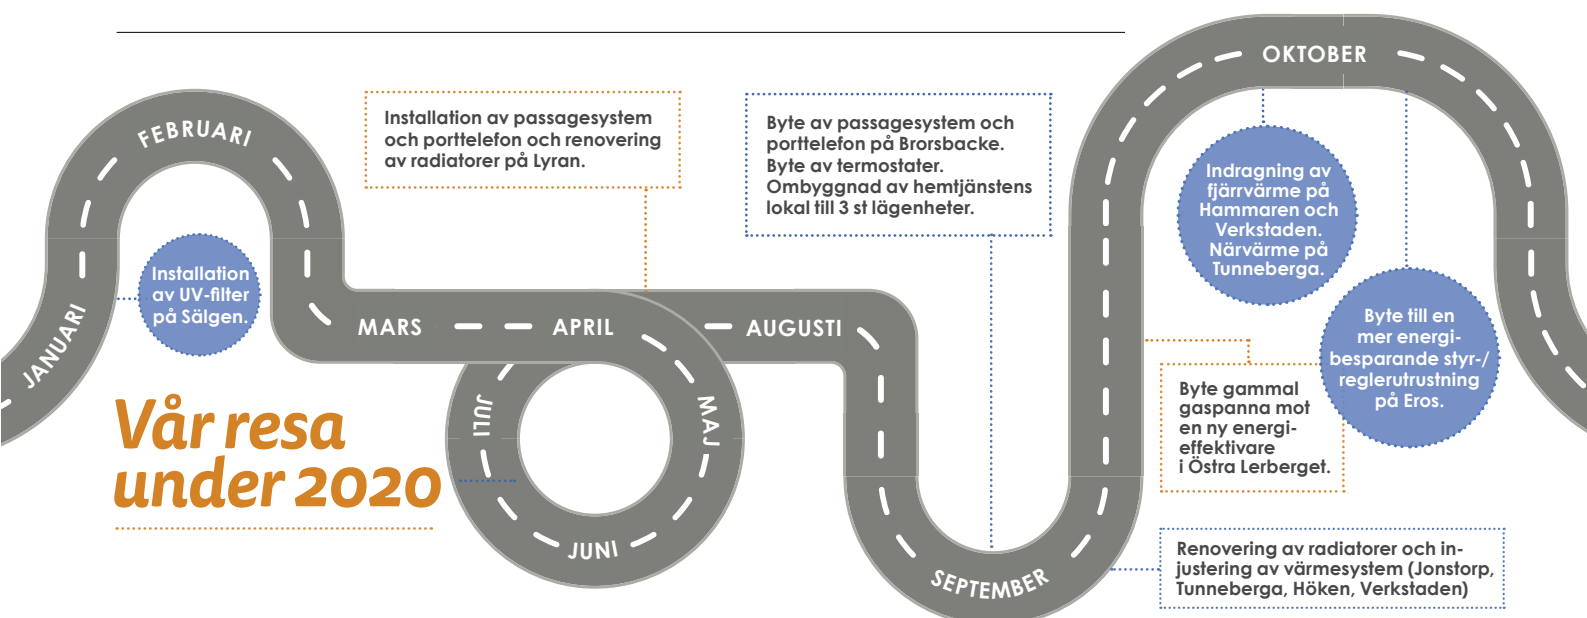 JANUARI
FEBRUARI
MARS
APRIL
MAJ
JUNI
JULI
AUGUSTI
SEPTEMBER
OKTOBER
Installation
av UV-filter
på Sälgen.
Vår resa
under 2020
Installation av passagesystem
och porttelefon och renovering
av radiatorer på Lyran.
Byte av passagesystem och
porttelefon på Brorsbacke.
Byte av termostater.
Ombyggnad av hemtjänstens
lokal till 3 st lägenheter.
Renovering av radiatorer och in-
justering av värmesystem (Jonstorp,
Tunneberga, Höken, Verkstaden)
Byte gammal
gaspanna mot
en ny energi-
effektivare
i Östra Lerberget.
Indragning av
fjärrvärme på
Hammaren och
Verkstaden.
Närvärme på
Tunneberga.
Byte till en
mer energi-
besparande styr-/
reglerutrustning
på Eros.